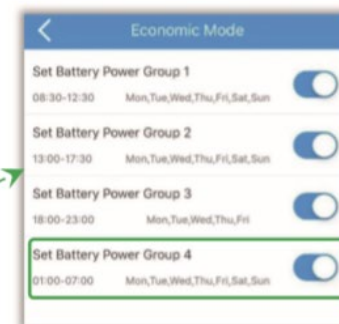 Economic Mode
Set Battery Power Group 1
08:30-12:30 Mon,Tue,Wed,Thu,Fri,Sat,Sun
Set Battery Power Group 2
13:00-17:30 Mon,Tue,Wed,Thu,Fri,Sat,Sun
Set Battery Power Group 3
18:00-23:00 Mon,Tue,Wed,Thu,Fri
Set Battery Power Group 4
01:00-07:00 Mon,Tue,Wed,Thu,Fri,Sat,Sun